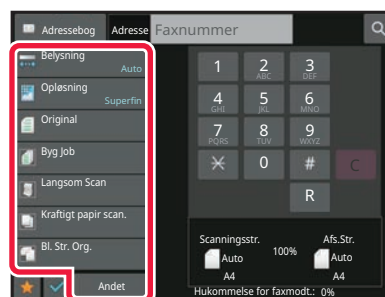 Adressebog Adresse Faxnummer
Belysning
Auto
Opløsning
Superfin
Original
Byg Job
Langsom Scan
Kraftigt papir scan.
Bl. Str. Org.
Andet
1 2 3
ABC DEF
4 5 6
GHI JKL MNO
7 8 9
PQRS TUV WXYZ
0 # C
R
Scanningsstr. Afs.Str.
Auto 100% Auto
A4 A4
Hukommelse for faxmodt.: 0%